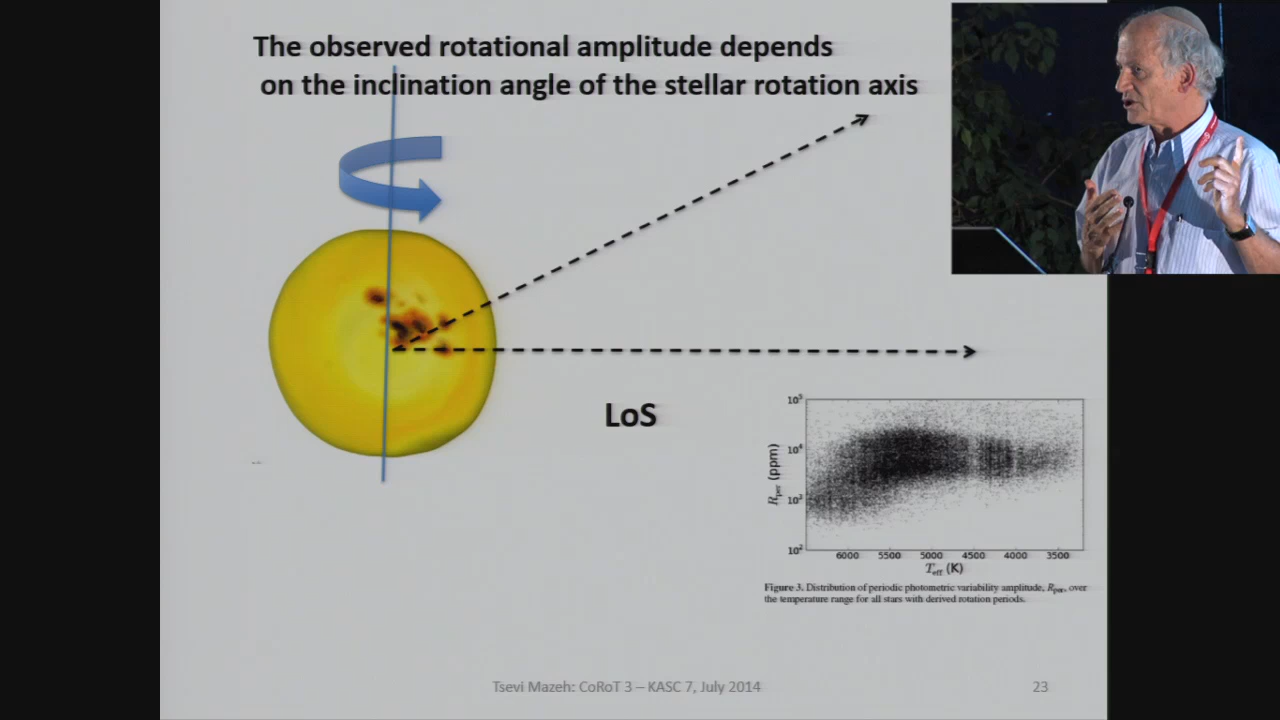 The observed rotational amplitude depends
on the inclination angle of the stellar rotation axis
LoS
10⁵
10⁴
10³
10²
R_per (ppm)
6000 5500 5000 4500 4000 3500
T_eff (K)
Figure 3. Distribution of periodic photometric variability amplitude, R_per, over
the temperature range for all stars with derived rotation periods.
Tsevi Mazeh: CoRoT 3 – KASC 7, July 2014
23